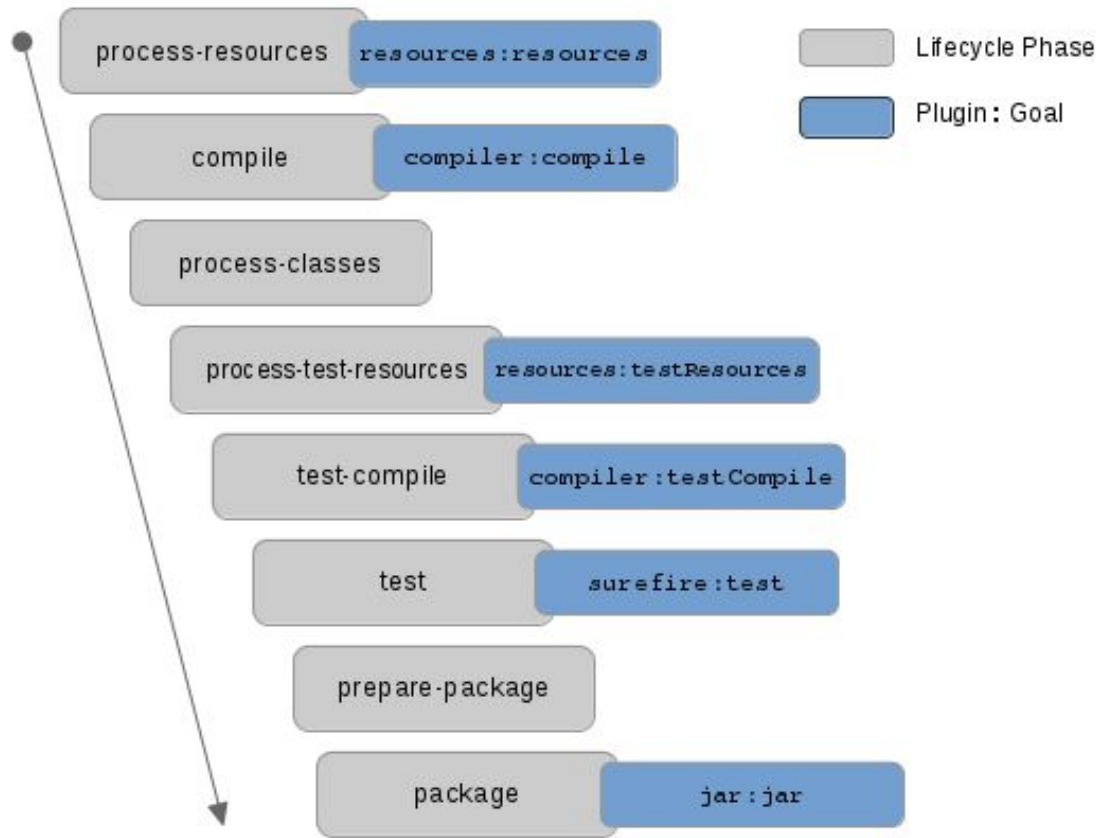 process-resources resources:resources
Lifecycle Phase
compile compiler:compile
Plugin: Goal
process-classes
process-test-resources resources:testResources
test-compile compiler:testCompile
test surefire:test
prepare-package
package jar:jar